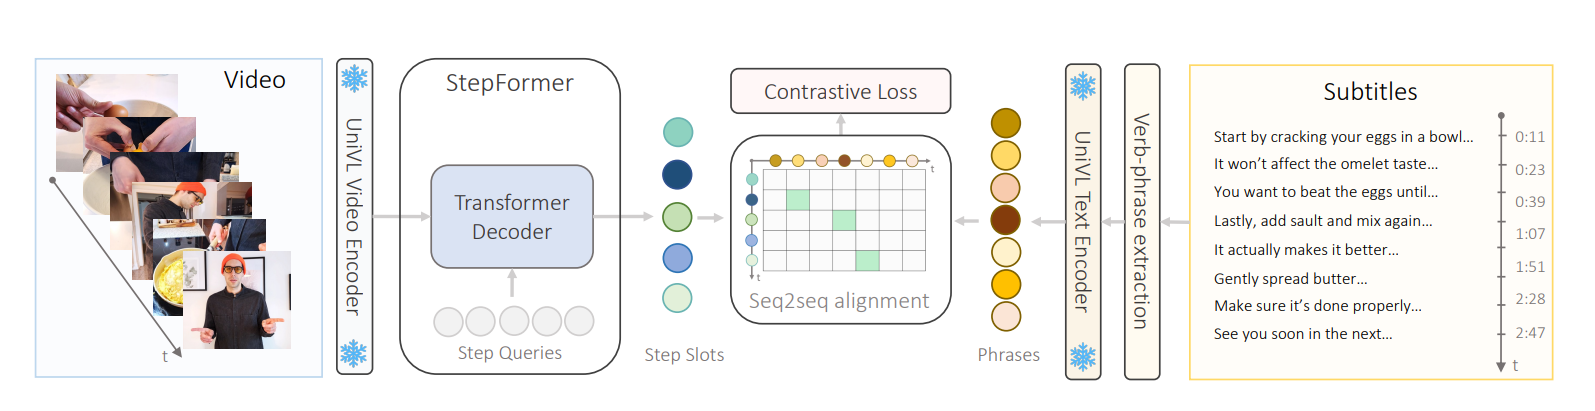 Video
t
UniVL Video Encoder
StepFormer
Transformer
Decoder
Step Queries
Step Slots
Contrastive Loss
t
t
Seq2seq alignment
Phrases
UniVL Text Encoder
Verb-phrase extraction
Subtitles
Start by cracking your eggs in a bowl...
It won't affect the omelet taste...
You want to beat the eggs until...
Lastly, add sault and mix again...
It actually makes it better...
Gently spread butter...
Make sure it's done properly...
See you soon in the next...
0:11
0:23
0:39
1:07
1:51
2:28
2:47
t